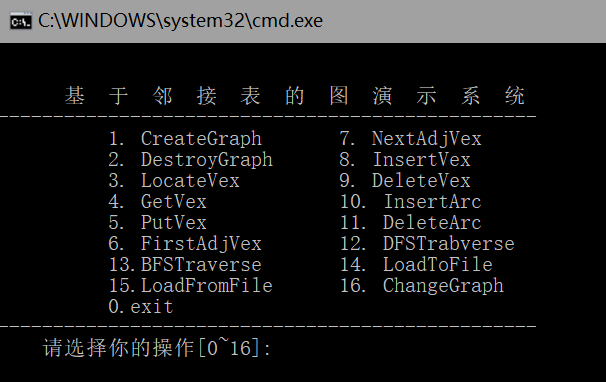 C:\WINDOWS\system32\cmd.exe
基 于 邻 接 表 的 图 演 示 系 统
-------------------------------------------------
1. CreateGraph 7. NextAdjVex
2. DestroyGraph 8. InsertVex
3. LocateVex 9. DeleteVex
4. GetVex 10. InsertArc
5. PutVex 11. DeleteArc
6. FirstAdjVex 12. DFSTrabverse
13.BFSTraverse 14. LoadToFile
15.LoadFromFile 16. ChangeGraph
0.exit
-------------------------------------------------
请选择你的操作[0~16]: